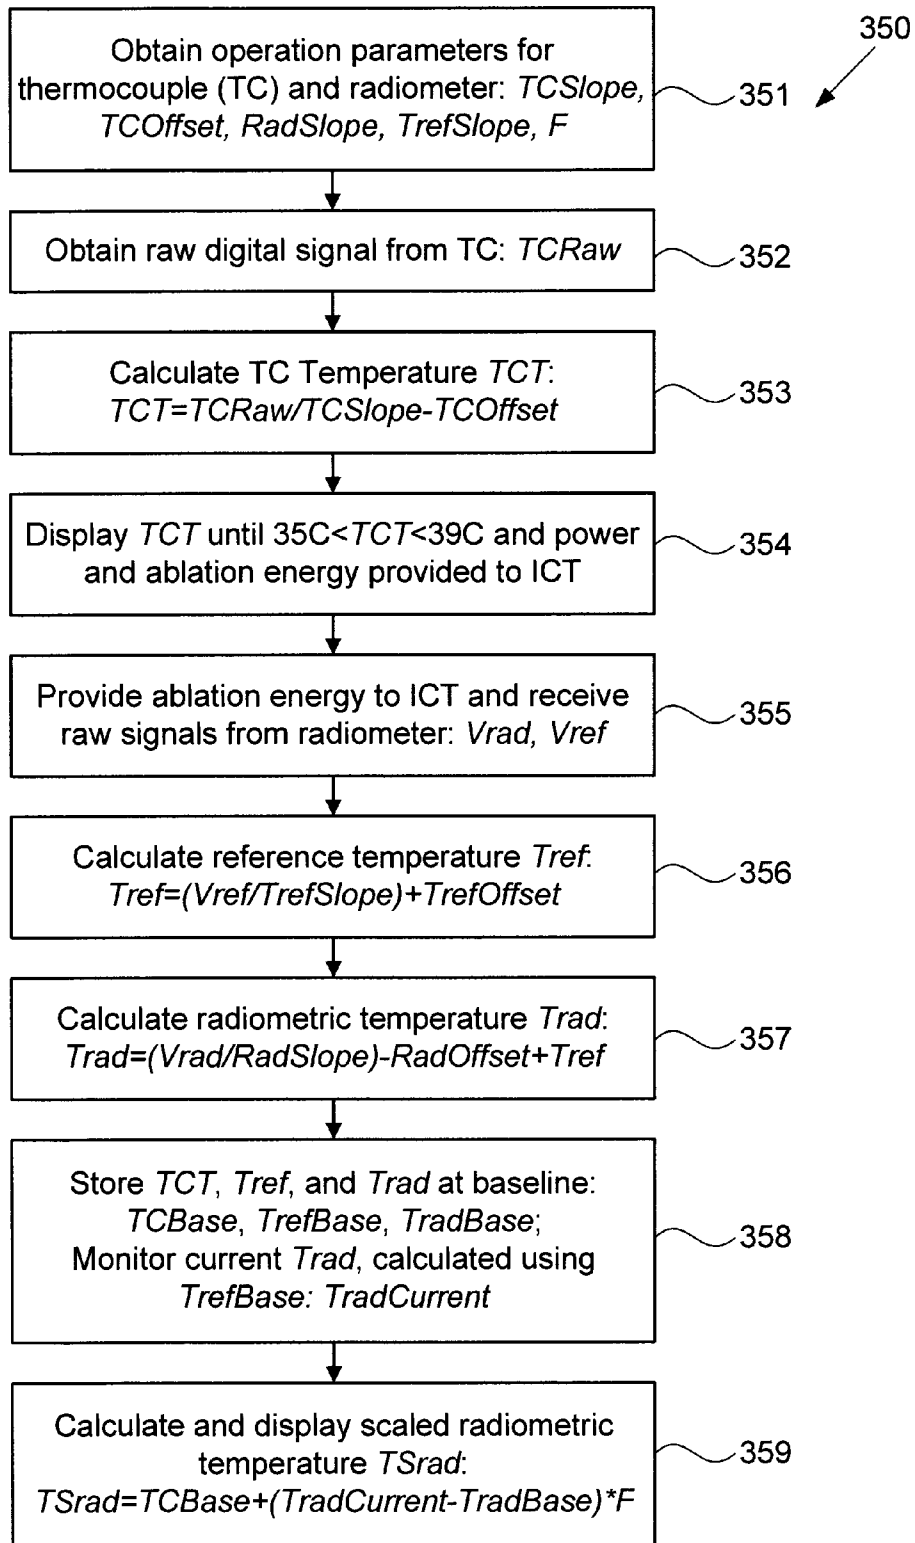 350
Obtain operation parameters for
thermocouple (TC) and radiometer: TCSlope,
TCOffset, RadSlope, TrefSlope, F
351
Obtain raw digital signal from TC: TCRaw
352
Calculate TC Temperature TCT:
TCT=TCRaw/TCSlope-TCOffset
353
Display TCT until 35C<TCT<39C and power
and ablation energy provided to ICT
354
Provide ablation energy to ICT and receive
raw signals from radiometer: Vrad, Vref
355
Calculate reference temperature Tref:
Tref=(Vref/TrefSlope)+TrefOffset
356
Calculate radiometric temperature Trad:
Trad=(Vrad/RadSlope)-RadOffset+Tref
357
Store TCT, Tref, and Trad at baseline:
TCBase, TrefBase, TradBase;
Monitor current Trad, calculated using
TrefBase: TradCurrent
358
Calculate and display scaled radiometric
temperature TSrad:
TSrad=TCBase+(TradCurrent-TradBase)*F
359